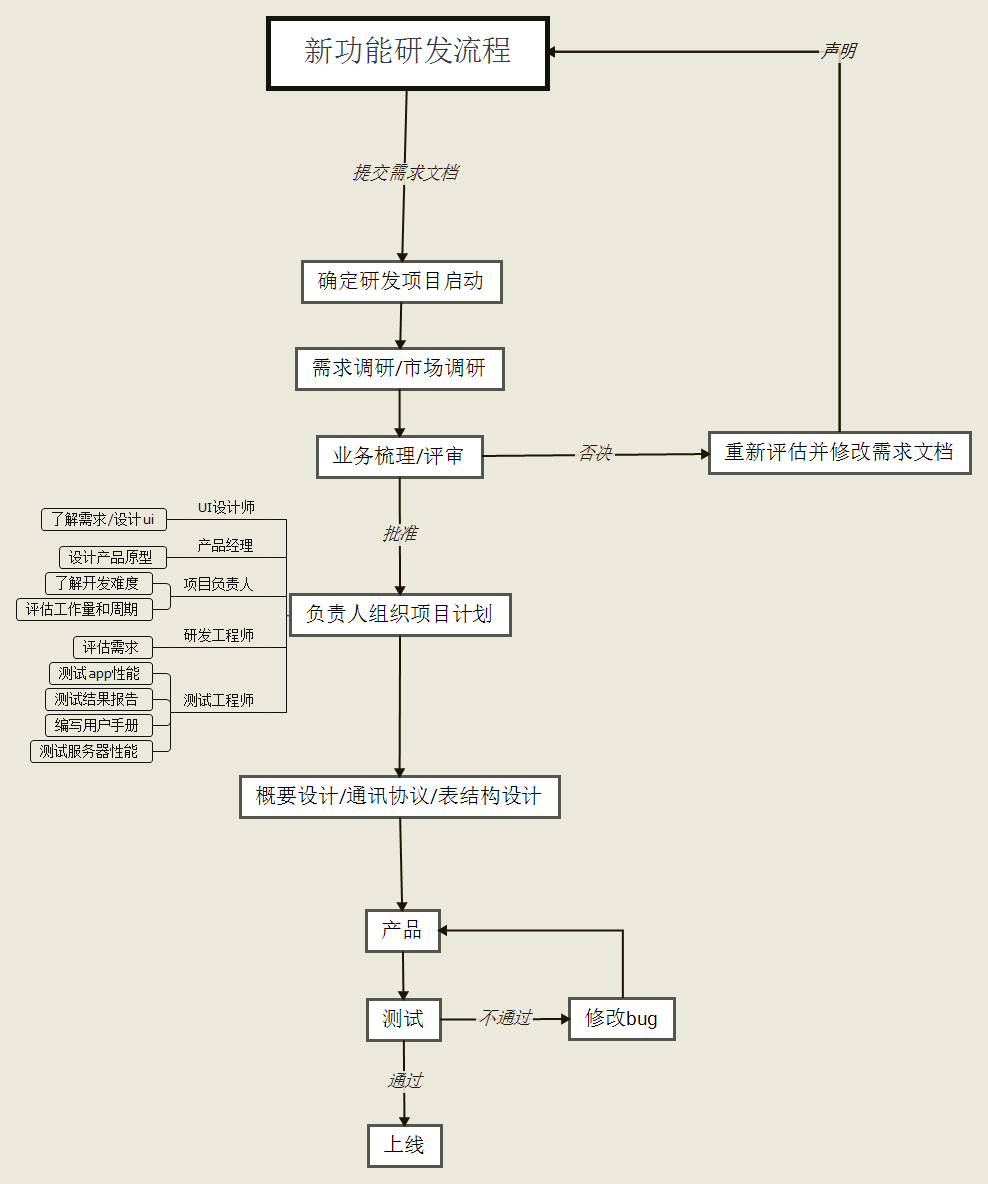 新功能研发流程
声明
提交需求文档
确定研发项目启动
需求调研/市场调研
业务梳理/评审
否决
重新评估并修改需求文档
批准
UI设计师
了解需求/设计ui
产品经理
设计产品原型
项目负责人
了解开发难度
评估工作量和周期
负责人组织项目计划
研发工程师
评估需求
测试工程师
测试app性能
测试结果报告
编写用户手册
测试服务器性能
概要设计/通讯协议/表结构设计
产品
测试
不通过
修改bug
通过
上线